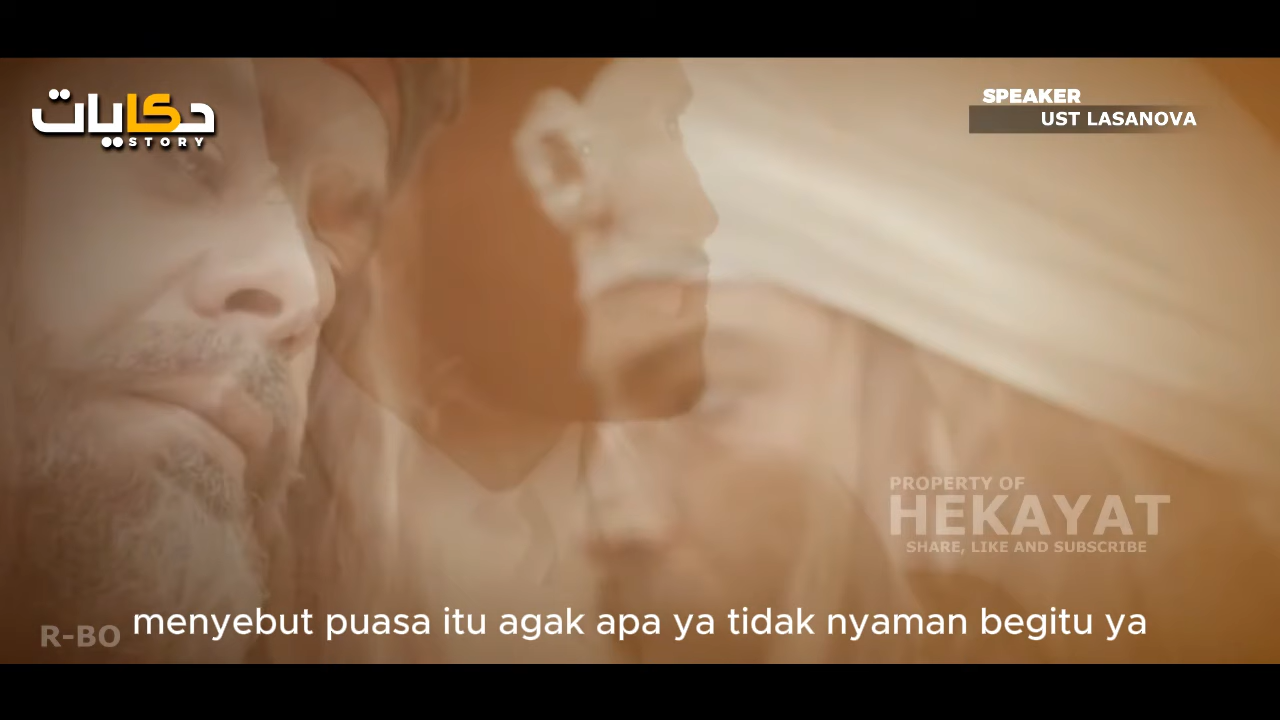 حكايات
STORY
SPEAKER
UST LASANOVA
PROPERTY OF
HEKAYAT
SHARE, LIKE AND SUBSCRIBE
R-BO
menyebut puasa itu agak apa ya tidak nyaman begitu ya